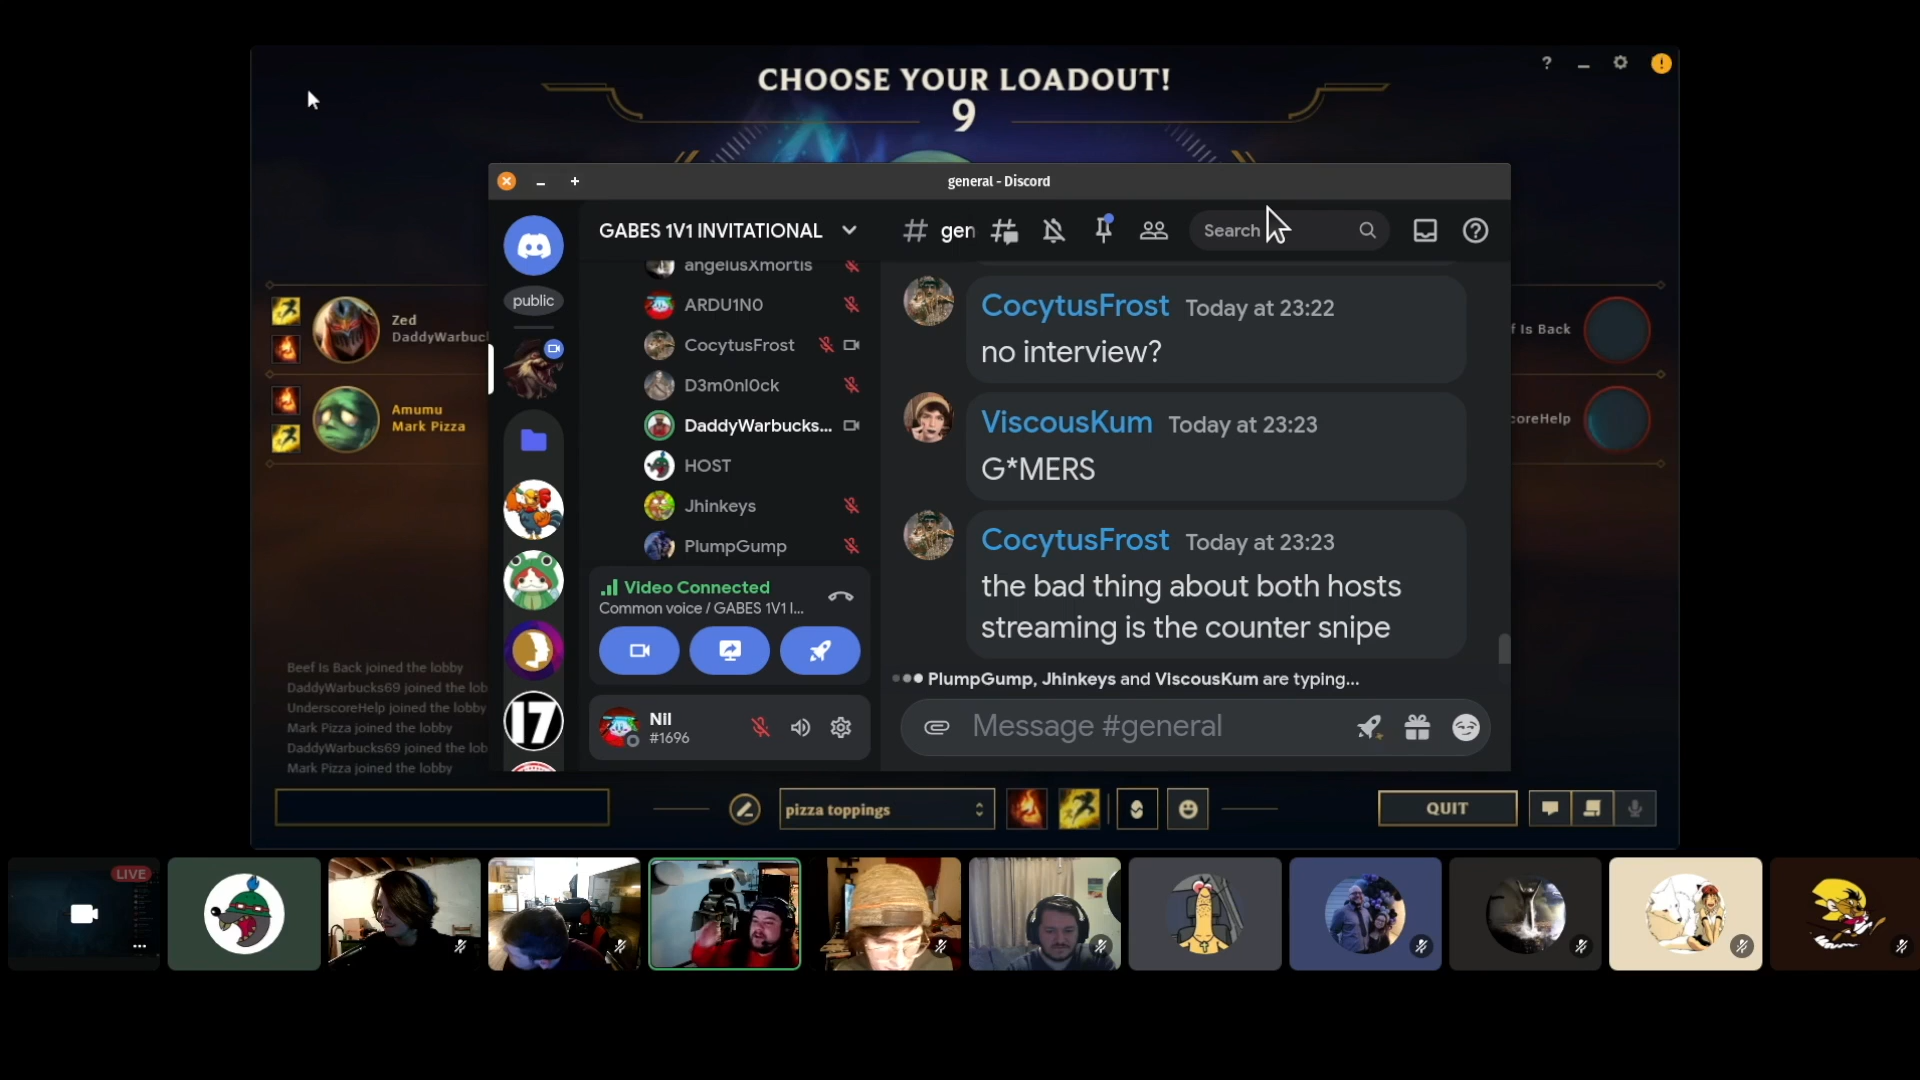 CHOOSE YOUR LOADOUT!
9
?
general - Discord
GABES 1V1 INVITATIONAL
gen
Search
public
angelusXmortis
ARDU1N0
CocytusFrost
D3m0nl0ck
DaddyWarbucks...
HOST
Jhinkeys
PlumpGump
Video Connected
Common voice / GABES 1V1 I...
Nil
#1696
17
CocytusFrost Today at 23:22
no interview?
ViscousKum Today at 23:23
G*MERS
CocytusFrost Today at 23:23
the bad thing about both hosts
streaming is the counter snipe
PlumpGump, Jhinkeys and ViscousKum are typing...
Message #general
Zed
DaddyWarbuc
Amumu
Mark Pizza
f Is Back
coreHelp
Beef Is Back joined the lobby
DaddyWarbucks69 joined the lob
UnderscoreHelp joined the lobby
Mark Pizza joined the lobby
DaddyWarbucks69 joined the lob
Mark Pizza joined the lobby
pizza toppings
QUIT
LIVE